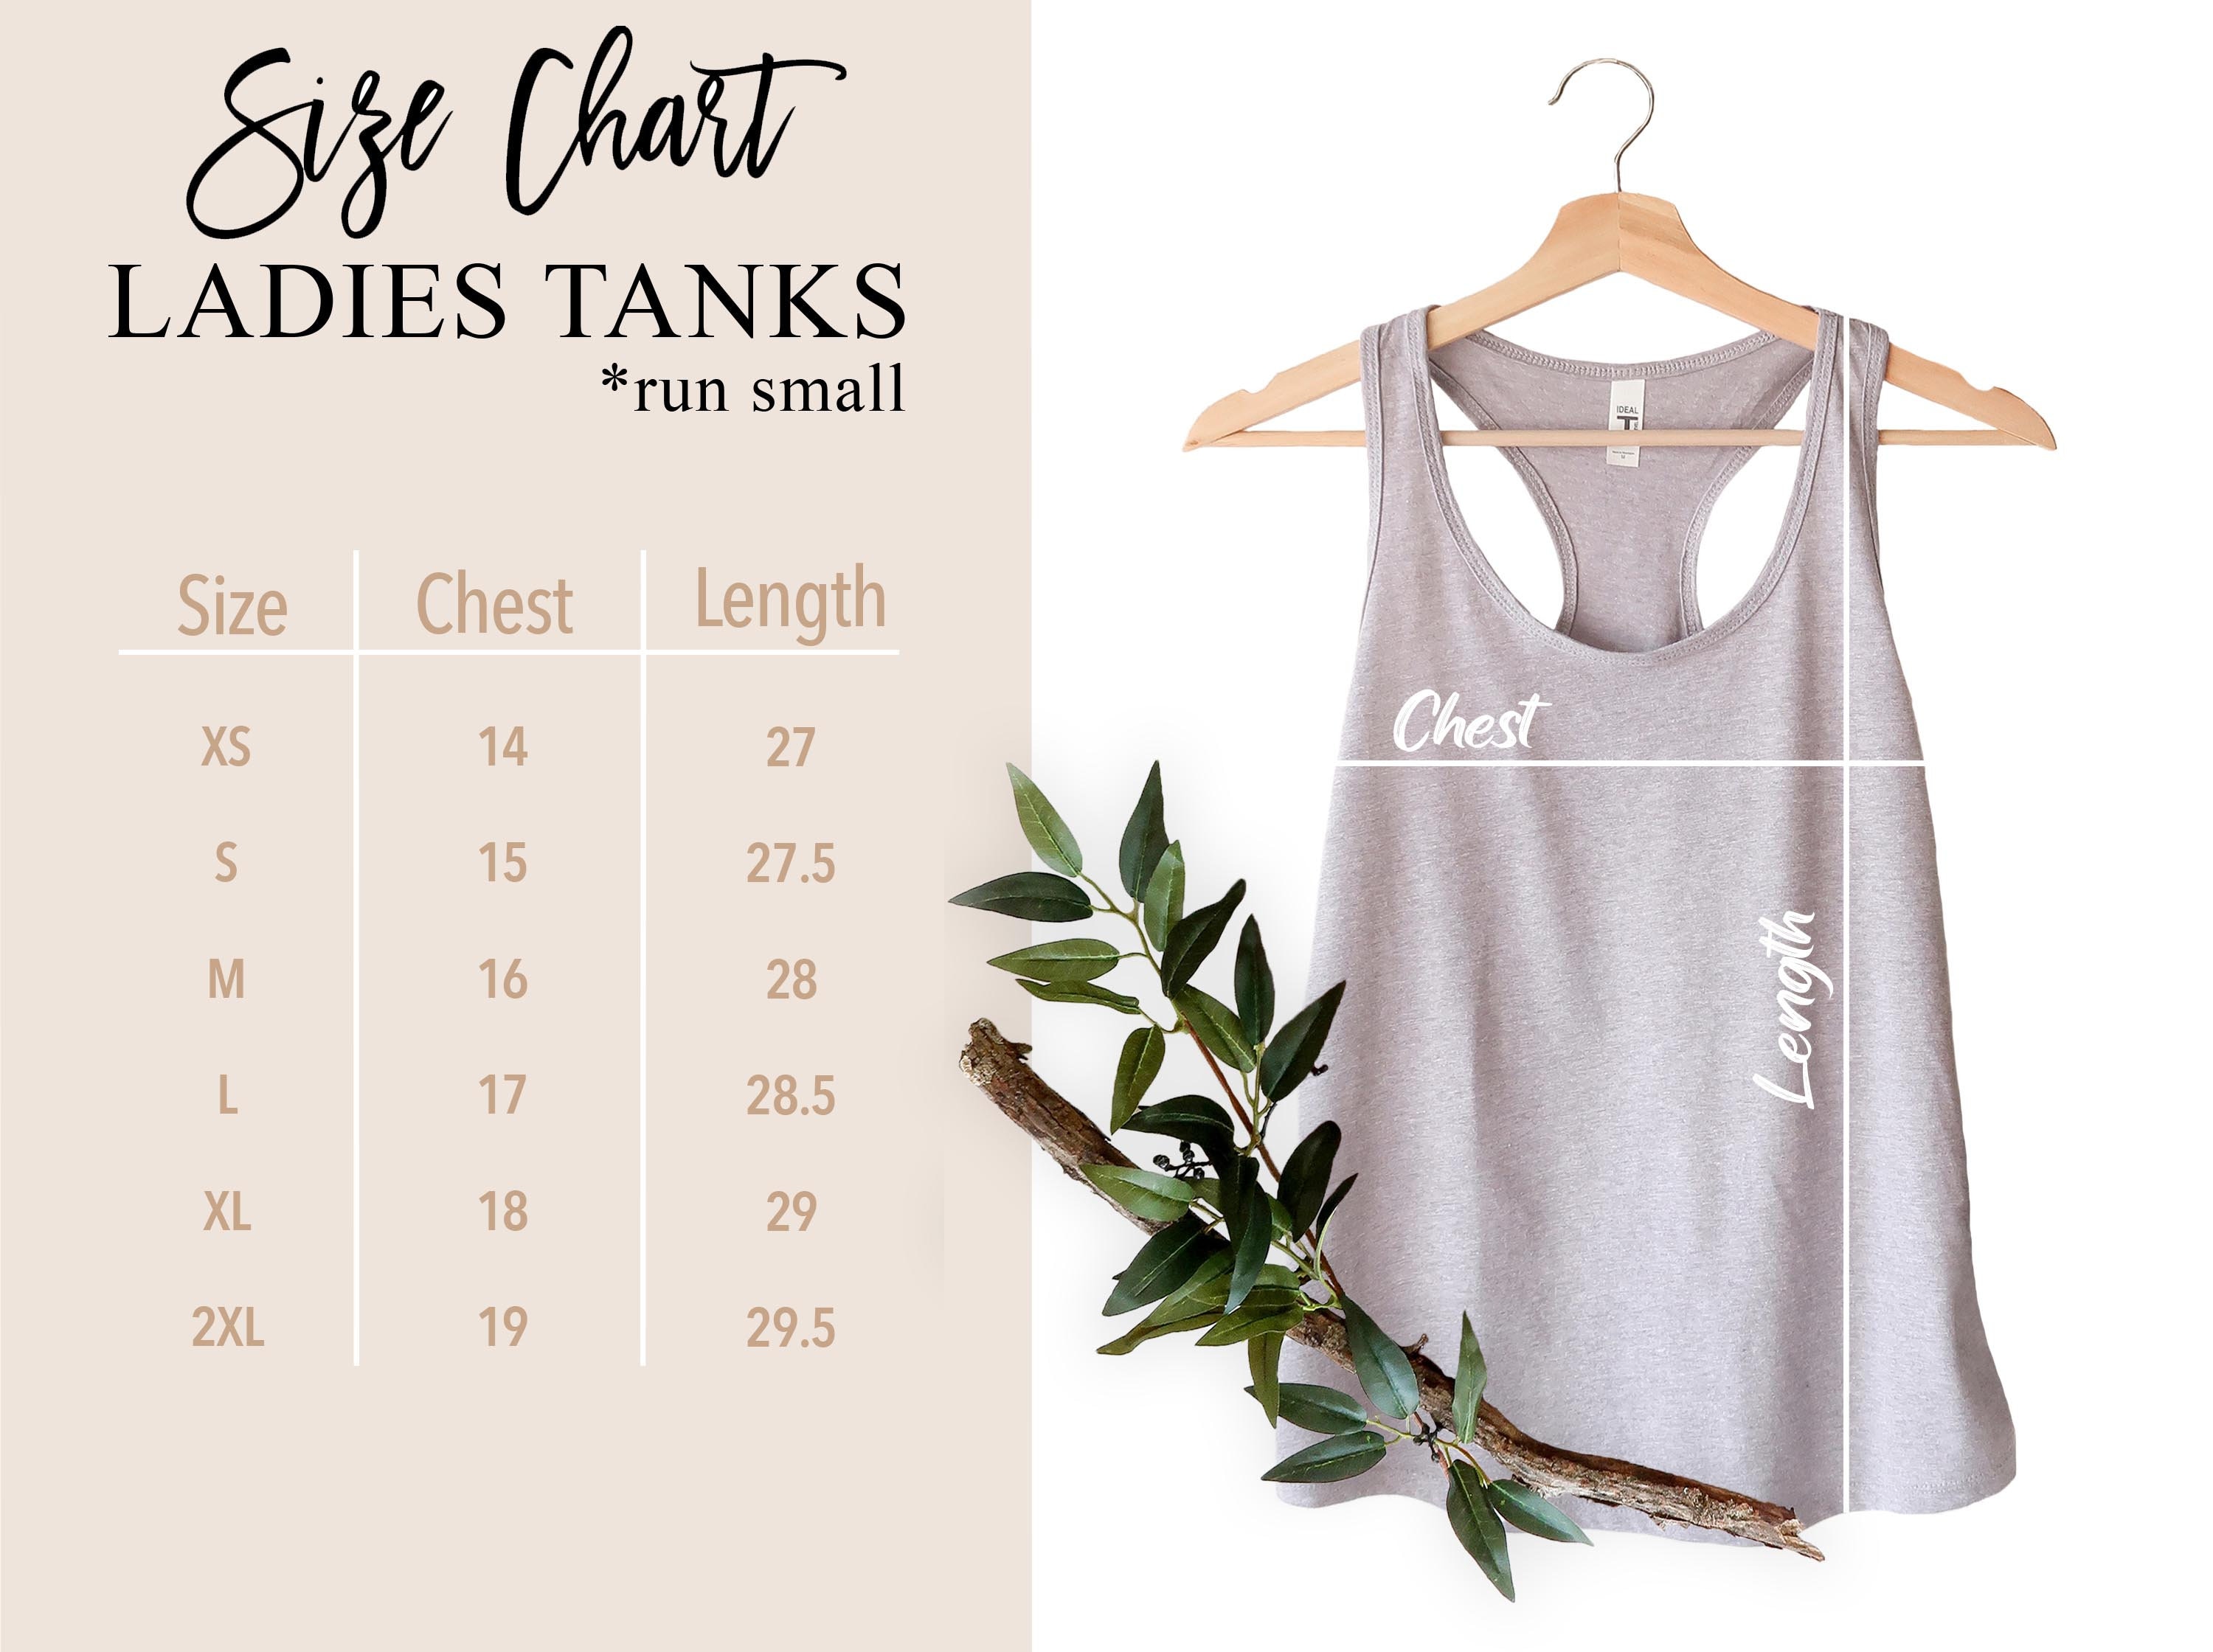 Size Chart
LADIES TANKS
*run small
Size Chest Length
XS 14 27
S 15 27.5
M 16 28
L 17 28.5
XL 18 29
2XL 19 29.5
IDEAL
T
M
Chest
Length